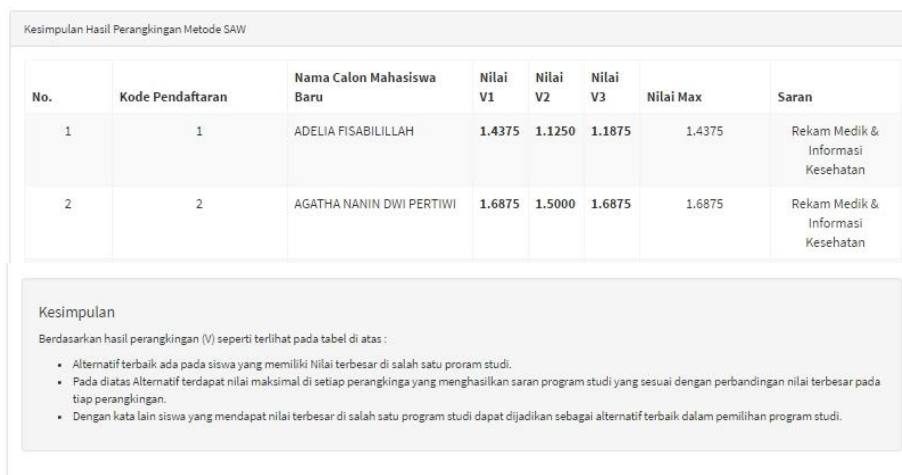 Kesimpulan Hasil Perangkingan Metode SAW
No. Kode Pendaftaran Nama Calon Mahasiswa Baru Nilai V1 Nilai V2 Nilai V3 Nilai Max Saran
1 1 ADELIA FISABILILLAH 1.4375 1.1250 1.1875 1.4375 Rekam Medik &
Informasi
Kesehatan
2 2 AGATHA NANIN DWI PERTIWI 1.6875 1.5000 1.6875 1.6875 Rekam Medik &
Informasi
Kesehatan
Kesimpulan
Berdasarkan hasil perangkingan (V) seperti terlihat pada tabel di atas :
• Alternatif terbaik ada pada siswa yang memiliki Nilai terbesar di salah satu proram studi.
• Pada diatas Alternatif terdapat nilai maksimal di setiap perangkinga yang menghasilkan saran program studi yang sesuai dengan perbandingan nilai terbesar pada
tiap perangkingan.
• Dengan kata lain siswa yang mendapat nilai terbesar di salah satu program studi dapat dijadikan sebagai alternatif terbaik dalam pemilihan program studi.